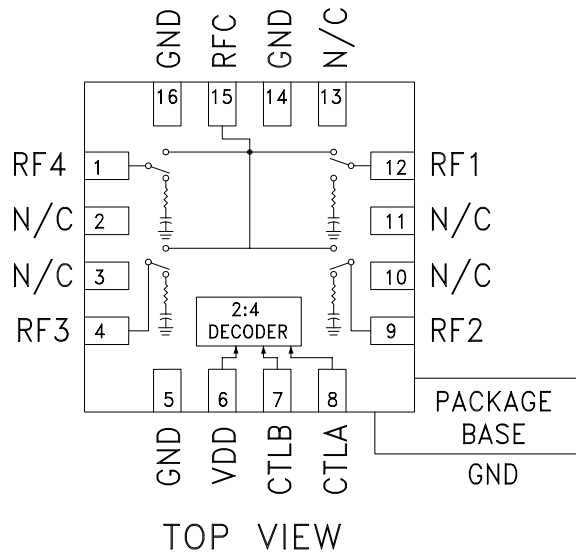 GND
RFC
GND
N/C
16
15
14
13
RF4
1
12
RF1
N/C
2
11
N/C
N/C
3
10
N/C
RF3
4
2:4
DECODER
9
RF2
5
6
7
8
GND
VDD
CTLB
CTLA
PACKAGE
BASE
GND
TOP VIEW